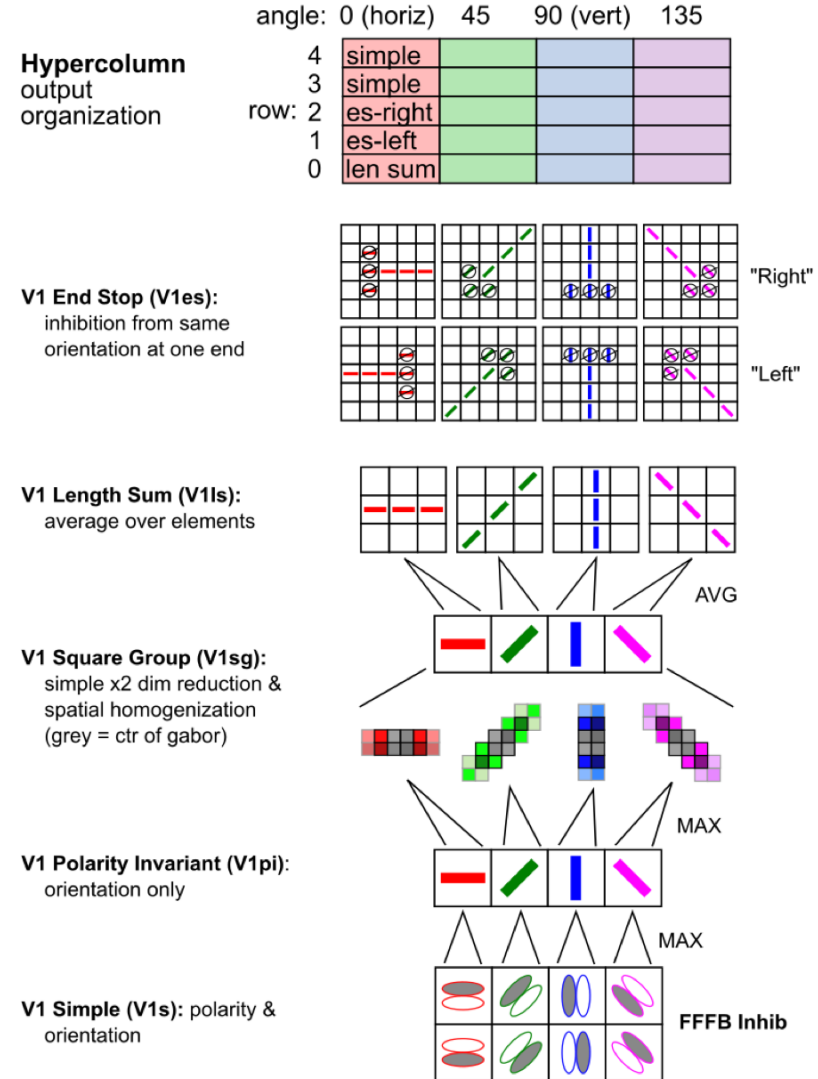 angle: 0 (horiz) 45 90 (vert) 135
Hypercolumn
output
organization
4 simple
3 simple
row: 2 es-right
1 es-left
0 len sum
V1 End Stop (V1es):
inhibition from same
orientation at one end
"Right"
"Left"
V1 Length Sum (V1ls):
average over elements
AVG
V1 Square Group (V1sg):
simple x2 dim reduction &
spatial homogenization
(grey = ctr of gabor)
MAX
V1 Polarity Invariant (V1pi):
orientation only
MAX
V1 Simple (V1s): polarity &
orientation
FFFB Inhib